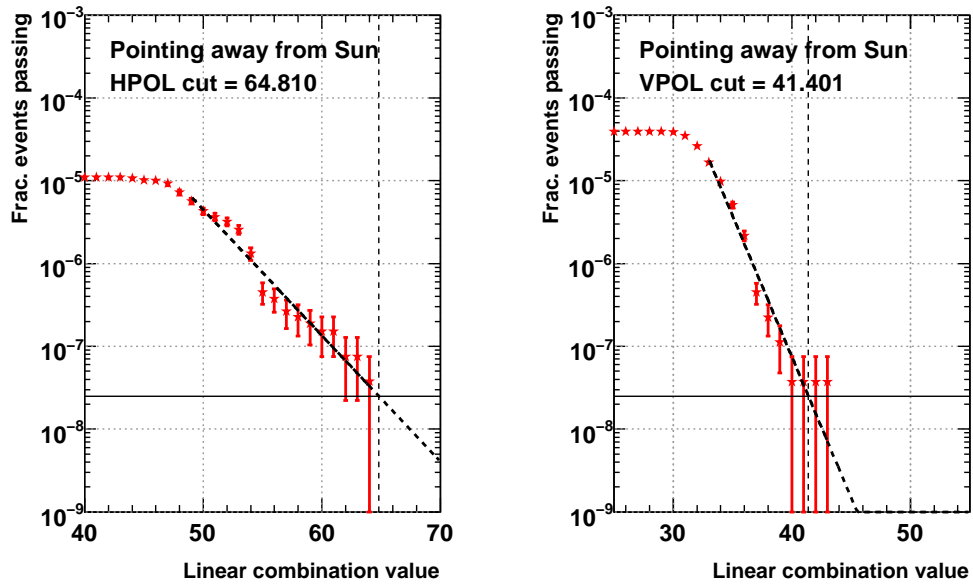 Frac. events passing
10⁻³
10⁻⁴
10⁻⁵
10⁻⁶
10⁻⁷
10⁻⁸
10⁻⁹
Pointing away from Sun
HPOL cut = 64.810
40 50 60 70
Linear combination value
Frac. events passing
10⁻³
10⁻⁴
10⁻⁵
10⁻⁶
10⁻⁷
10⁻⁸
10⁻⁹
Pointing away from Sun
VPOL cut = 41.401
30 40 50
Linear combination value